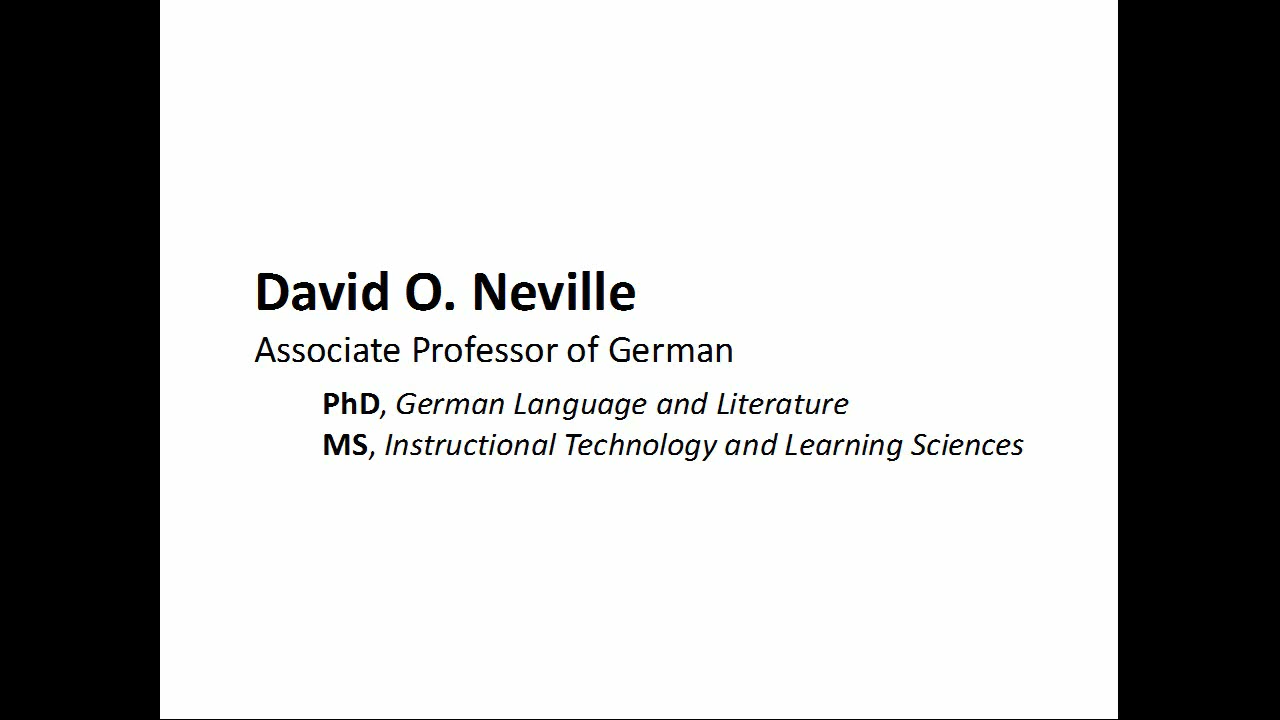 David O. Neville
Associate Professor of German
PhD, German Language and Literature
MS, Instructional Technology and Learning Sciences